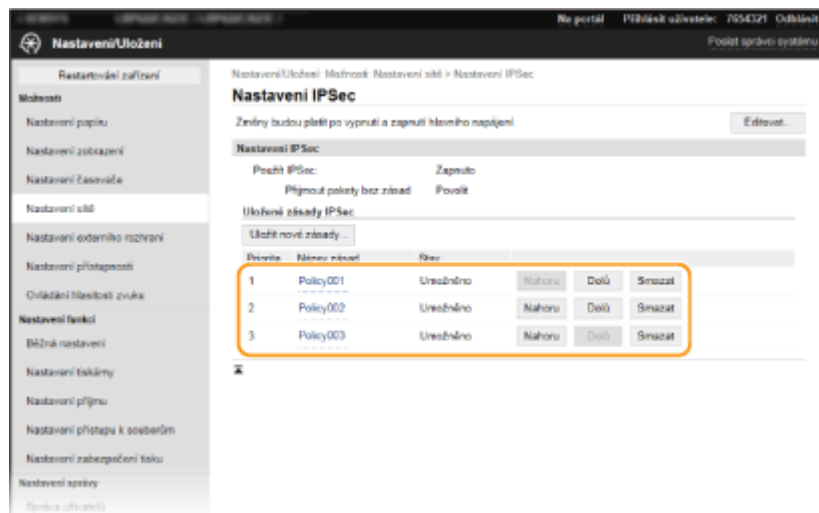 Na portál Přihlásit uživatele: 7654321 Odhlásit
Nastavení/Uložení
Poslat správci systému
Restartování zařízení
Možnosti
Nastavení papíru
Nastavení zobrazení
Nastavení časovače
Nastavení sítě
Nastavení externího rozhraní
Nastavení přístupnosti
Ovládání hlasitosti zvuku
Nastavení funkcí
Běžná nastavení
Nastavení tiskárny
Nastavení příjmu
Nastavení přístupu k souborům
Nastavení zabezpečení tisku
Nastavení správy
Správa uživatelů
Nastavení/Uložení: Možnosti: Nastavení sítě > Nastavení IPSec
Nastavení IPSec
Změny budou platit po vypnutí a zapnutí hlavního napájení. Editovat...
Nastavení IPSec
Použít IPSec: Zapnuto
Přijmout pakety bez zásad Povolit
Uložené zásady IPSec
Uložit nové zásady...
Priorita Název zásad Stav
1 Policy001 Umožněno Nahoru Dolů Smazat
2 Policy002 Umožněno Nahoru Dolů Smazat
3 Policy003 Umožněno Nahoru Dolů Smazat